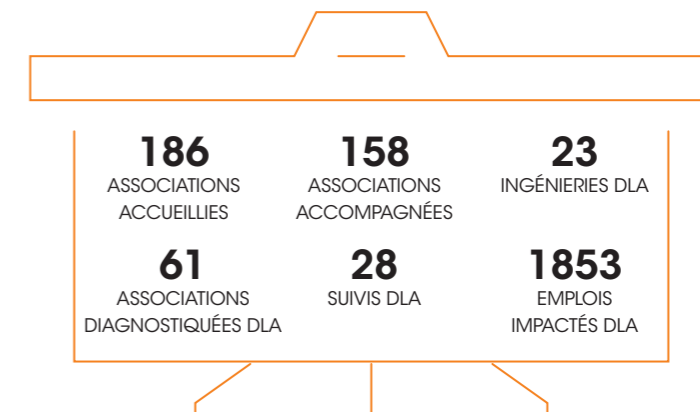 186
ASSOCIATIONS
ACCUEILLIES
158
ASSOCIATIONS
ACCOMPAGNÉES
23
INGÉNIERIES DLA
61
ASSOCIATIONS
DIAGNOSTIQUÉES DLA
28
SUIVIS DLA
1853
EMPLOIS
IMPACTÉS DLA